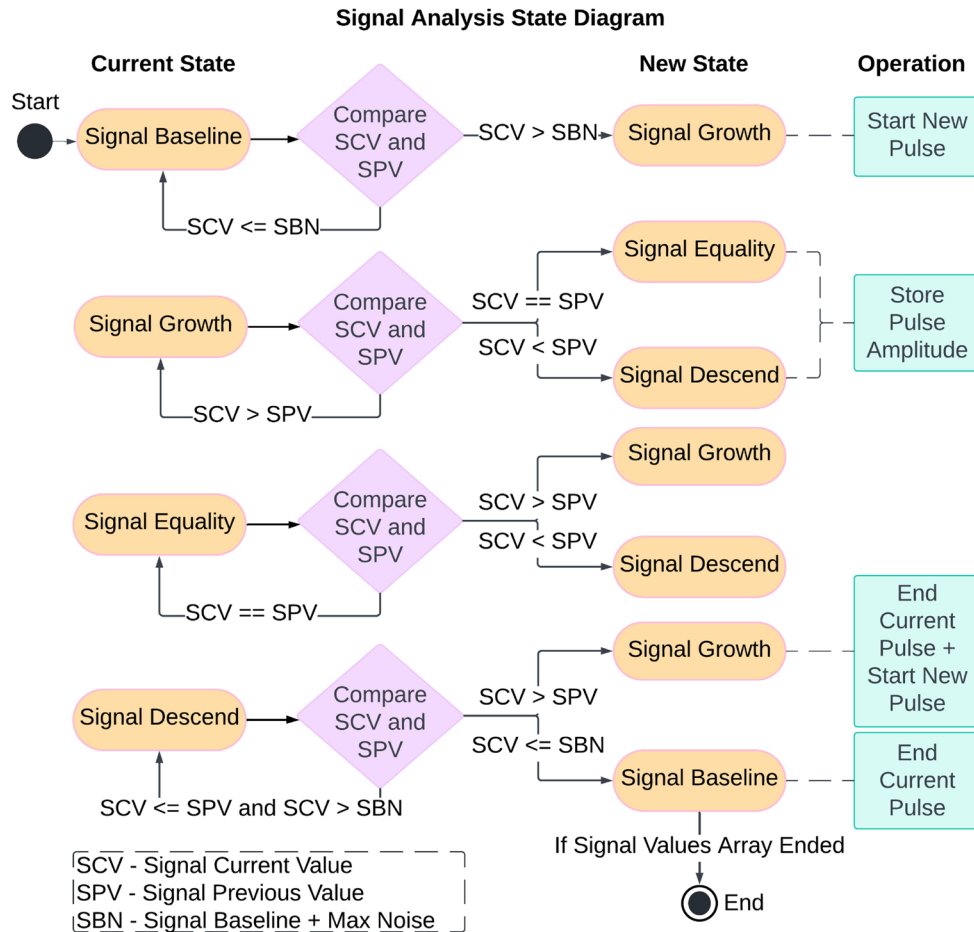 Signal Analysis State Diagram
Current State
New State
Operation
Start
Signal Baseline
Compare
SCV and
SPV
SCV > SBN
Signal Growth
Start New
Pulse
SCV <= SBN
Signal Growth
Compare
SCV and
SPV
SCV == SPV
SCV < SPV
Signal Equality
Signal Descend
Store
Pulse
Amplitude
SCV > SPV
Signal Equality
Compare
SCV and
SPV
SCV > SPV
SCV < SPV
Signal Growth
Signal Descend
SCV == SPV
Signal Descend
Compare
SCV and
SPV
SCV > SPV
SCV <= SBN
Signal Growth
End
Current
Pulse +
Start New
Pulse
Signal Baseline
End
Current
Pulse
SCV <= SPV and SCV > SBN
If Signal Values Array Ended
End
SCV - Signal Current Value
SPV - Signal Previous Value
SBN - Signal Baseline + Max Noise